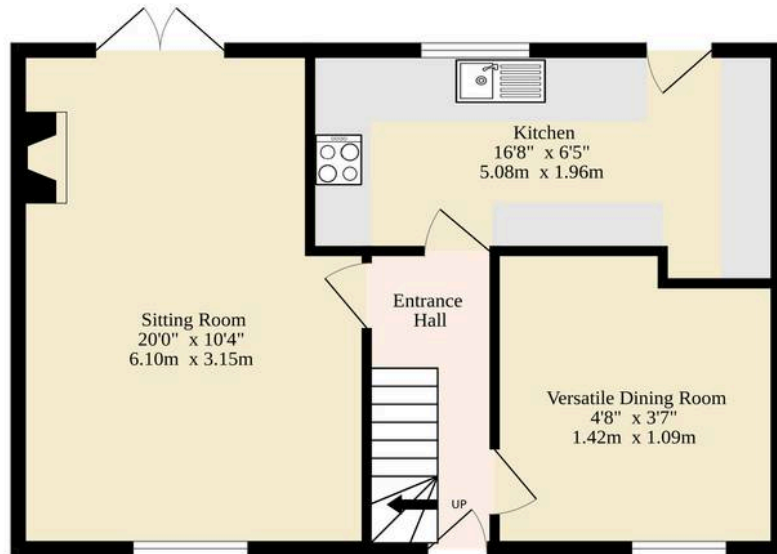 Kitchen
16'8" x 6'5"
5.08m x 1.96m
Entrance
Hall
Sitting Room
20'0" x 10'4"
6.10m x 3.15m
Versatile Dining Room
4'8" x 3'7"
1.42m x 1.09m
UP